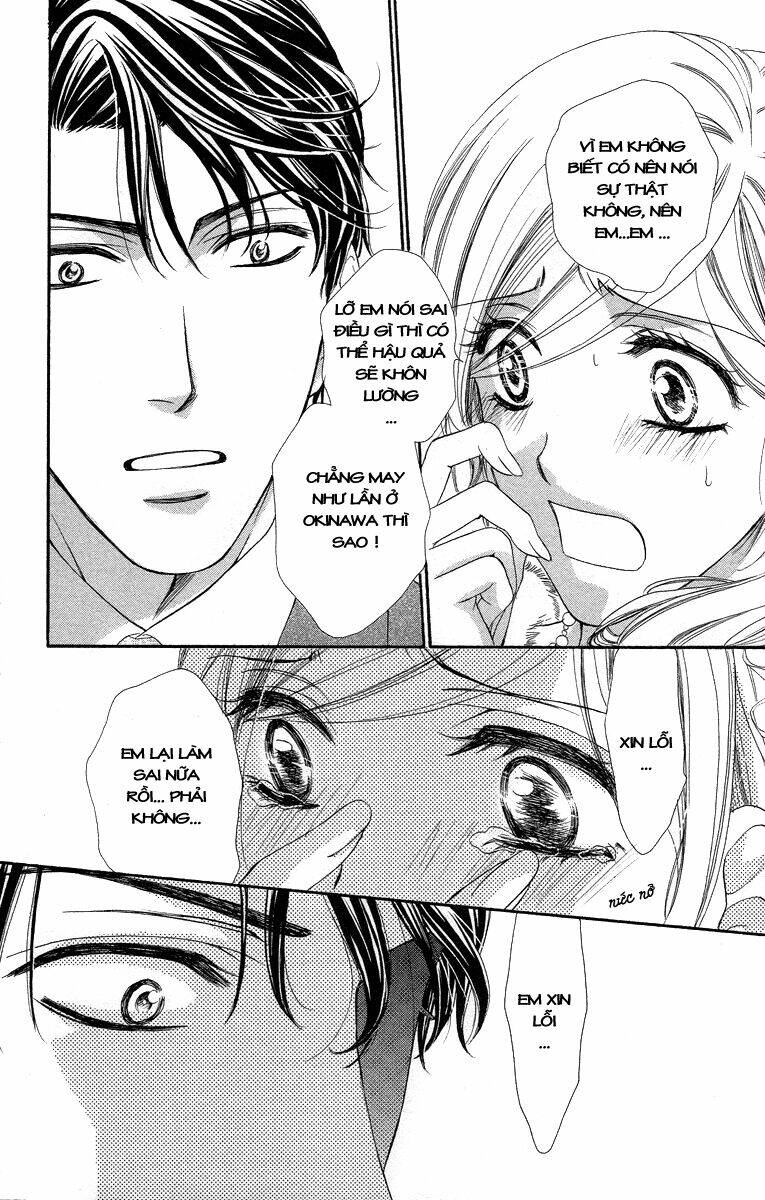 VÌ EM KHÔNG
BIẾT CÓ NÊN NÓI
SỰ THẬT
KHÔNG, NÊN
EM...EM ...
LỠ EM NÓI SAI
ĐIỀU GÌ THÌ CÓ
THỂ HẬU QUẢ
SẼ KHÔN
LƯỜNG
...
CHẲNG MAY
NHƯ LẦN Ở
OKINAWA THÌ
SAO !
XIN LỖI
...
EM LẠI LÀM
SAI NỮA
RỒI... PHẢI
KHÔNG...
nức nở
EM XIN
LỖI
...